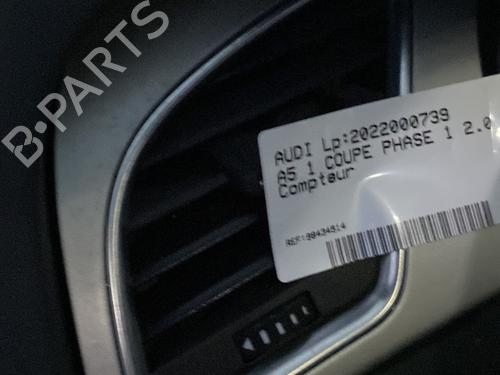 B-PARTS
AUDI Lp:2022000739
A5 1 COUPE PHASE 1 2.0
Compteur
REF:98434514